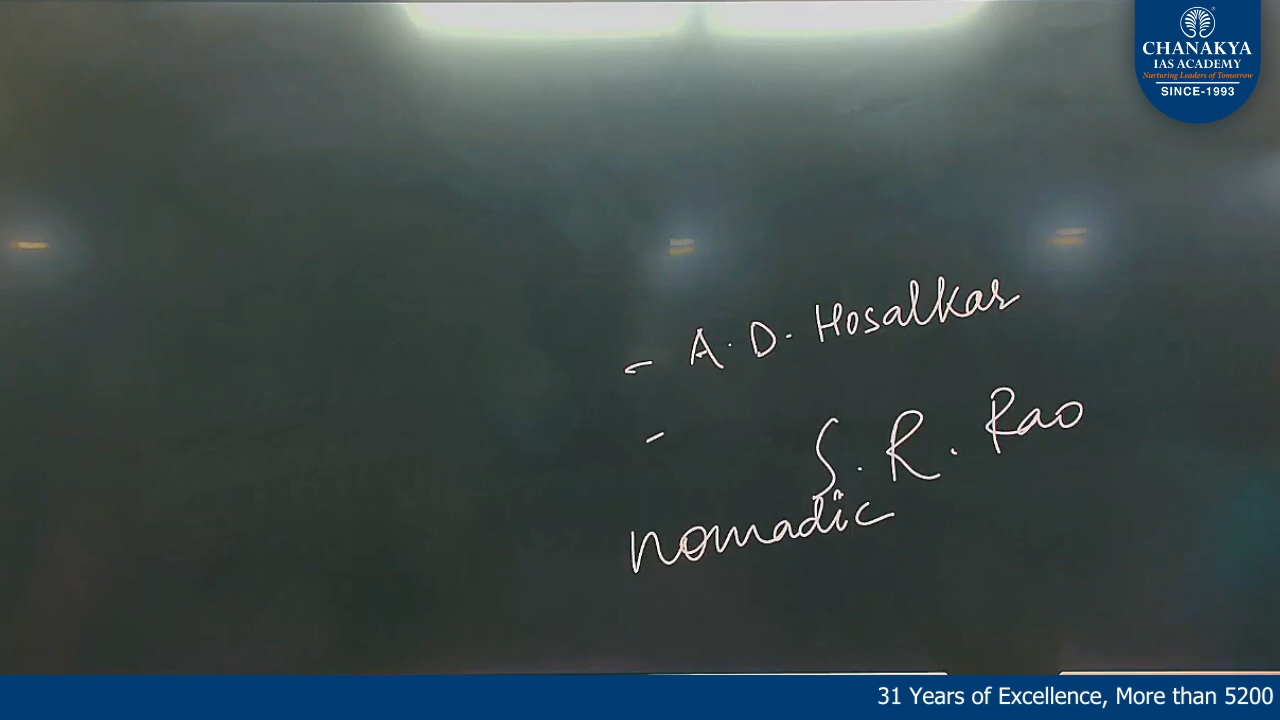 CHANAKYA
IAS ACADEMY
Nurturing Leaders of Tomorrow
SINCE-1993
- A.D. Hosalkar
-
S. R. Rao
nomadic
31 Years of Excellence, More than 5200